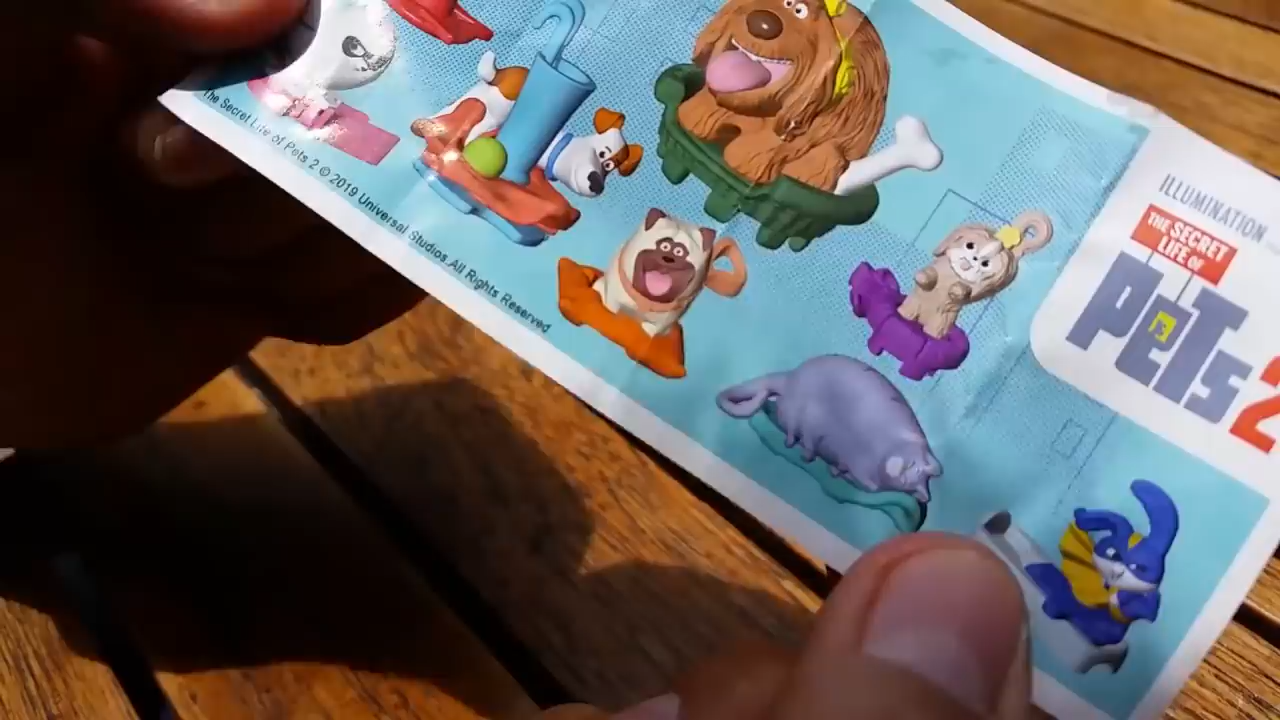 The Secret Life of Pets 2 © 2019 Universal Studios. All Rights Reserved
ILLUMINATION
THE SECRET
LIFE OF
PETS 2